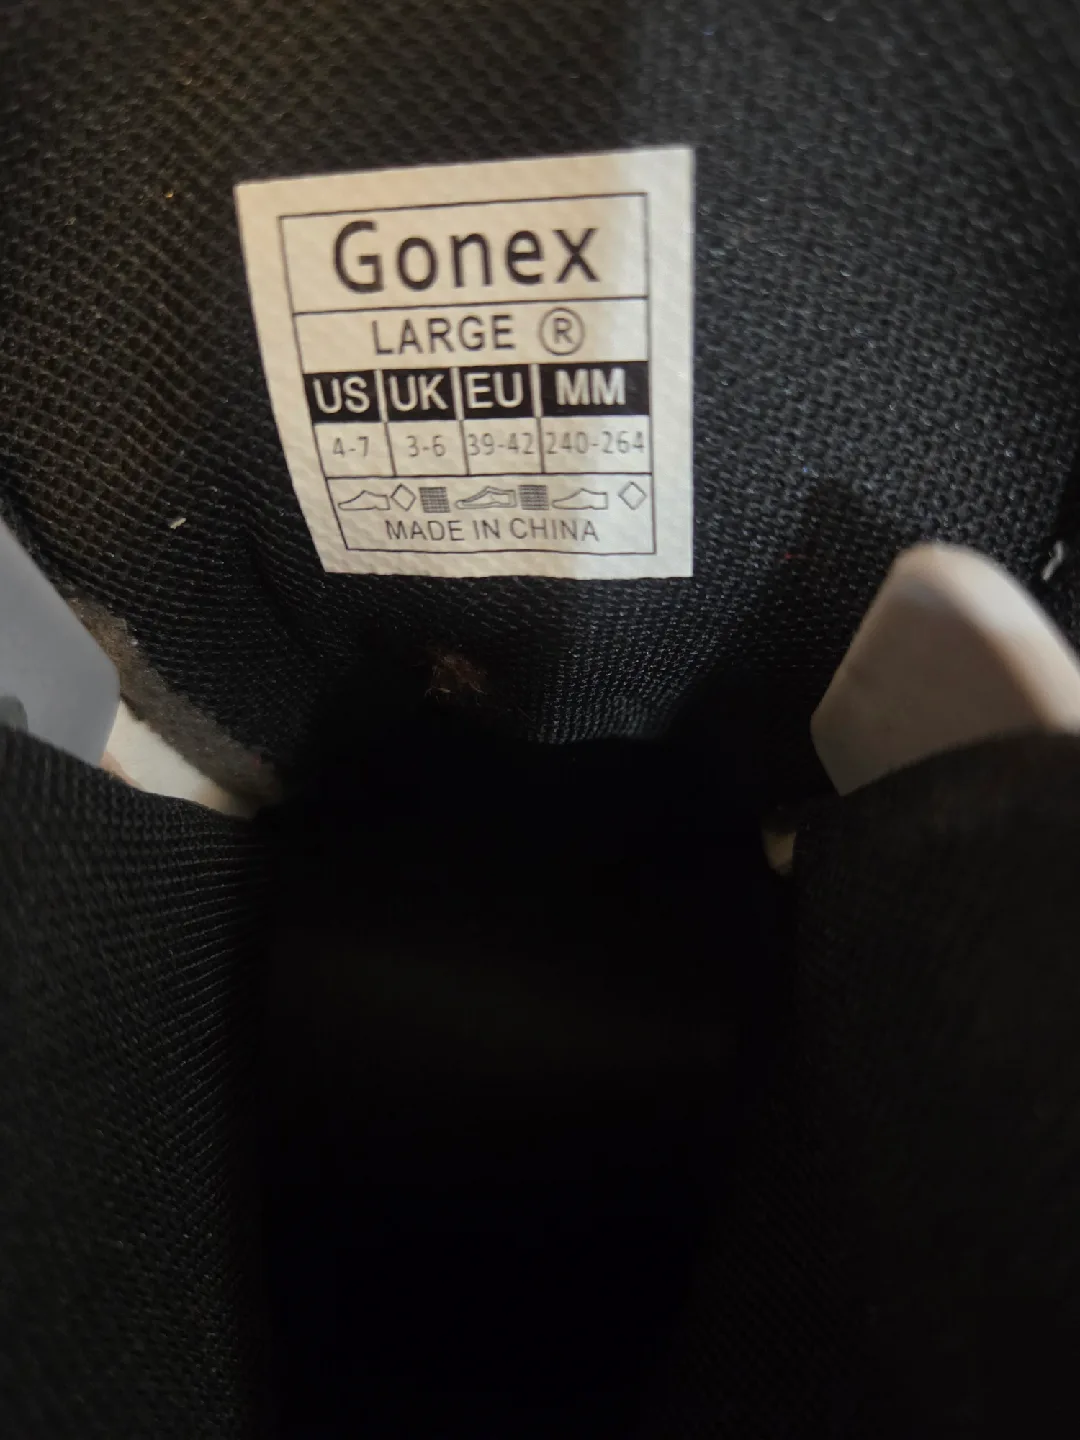 Gonex
LARGE ®
US UK EU MM
4-7 3-6 39-42 240-264
MADE IN CHINA